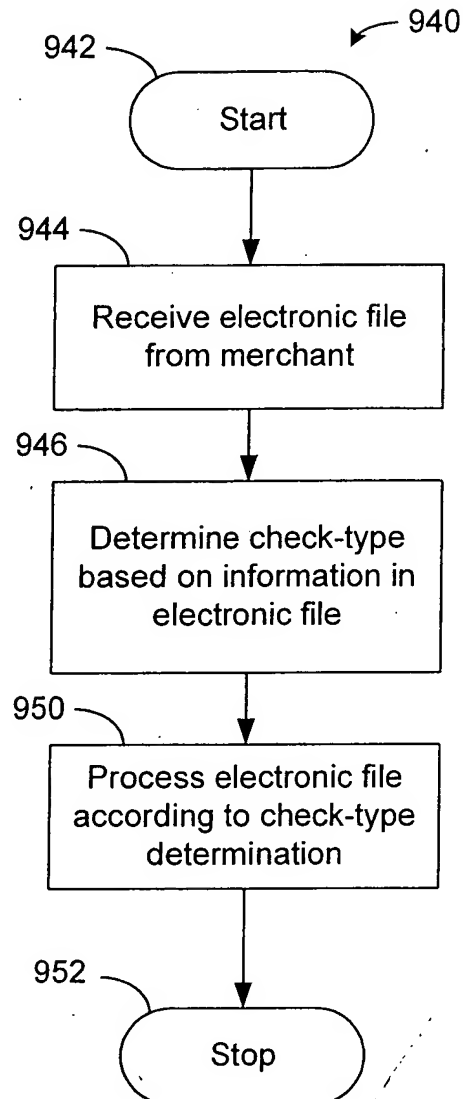 940
942
Start
944
Receive electronic file
from merchant
946
Determine check-type
based on information in
electronic file
950
Process electronic file
according to check-type
determination
952
Stop